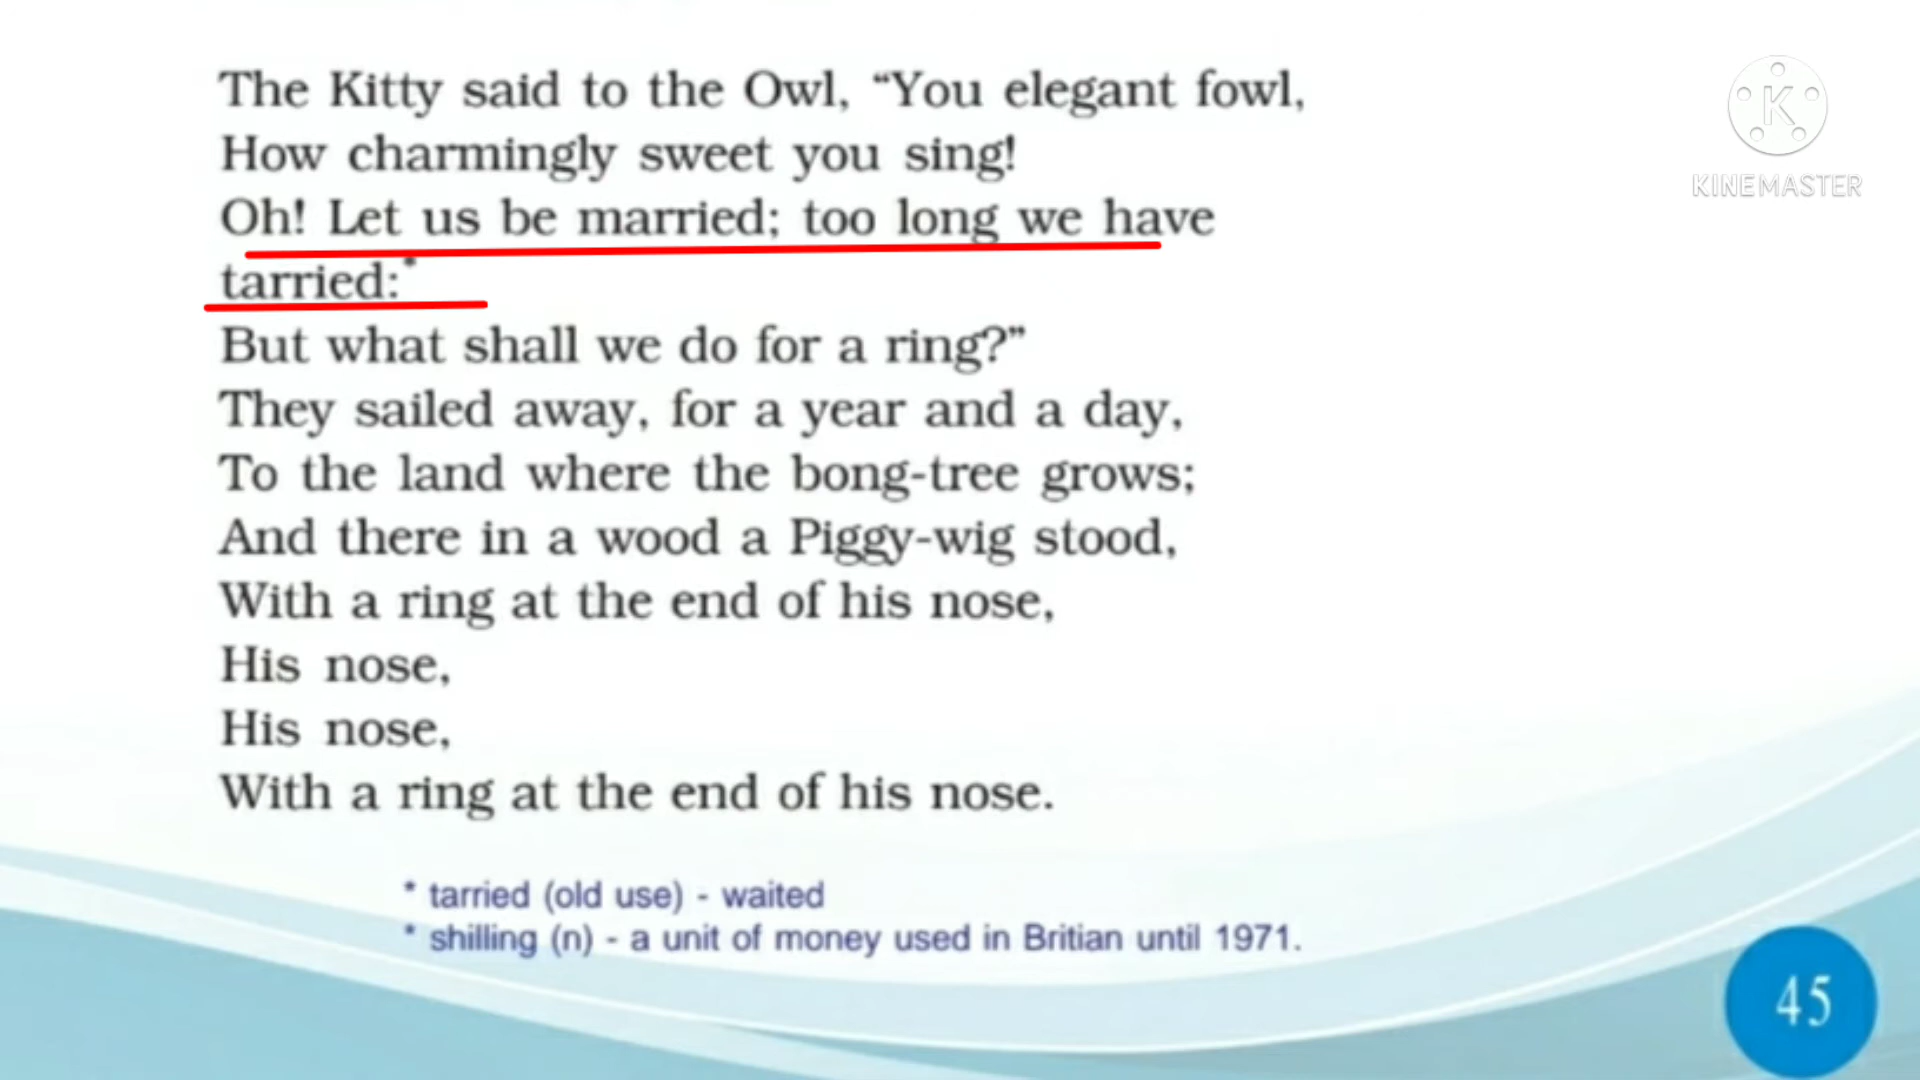 The Kitty said to the Owl, “You elegant fowl,
How charmingly sweet you sing!
Oh! Let us be married; too long we have
tarried:*
But what shall we do for a ring?”
They sailed away, for a year and a day,
To the land where the bong-tree grows;
And there in a wood a Piggy-wig stood,
With a ring at the end of his nose,
His nose,
His nose,
With a ring at the end of his nose.
* tarried (old use) - waited
* shilling (n) - a unit of money used in Britian until 1971.
45
K
KINEMASTER